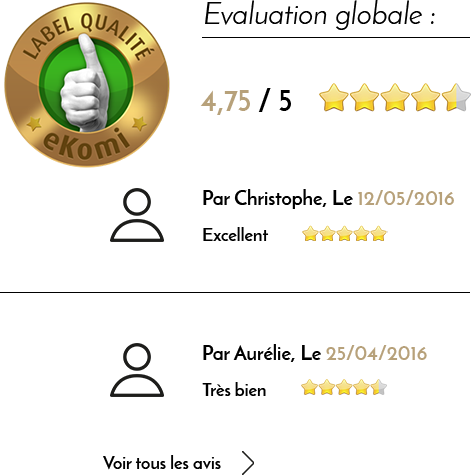 LABEL QUALITÉ
eKomi
Evaluation globale :
4,75 / 5
Par Christophe, Le 12/05/2016
Excellent
Par Aurélie, Le 25/04/2016
Très bien
Voir tous les avis